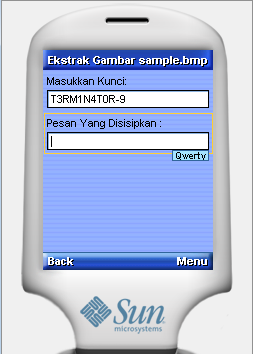 Ekstrak Gambar sample.bmp
Masukkan Kunci:
T3RM1N4T0R-9
Pesan Yang Disisipkan :
Qwerty
Back Menu
Sun
microsystems